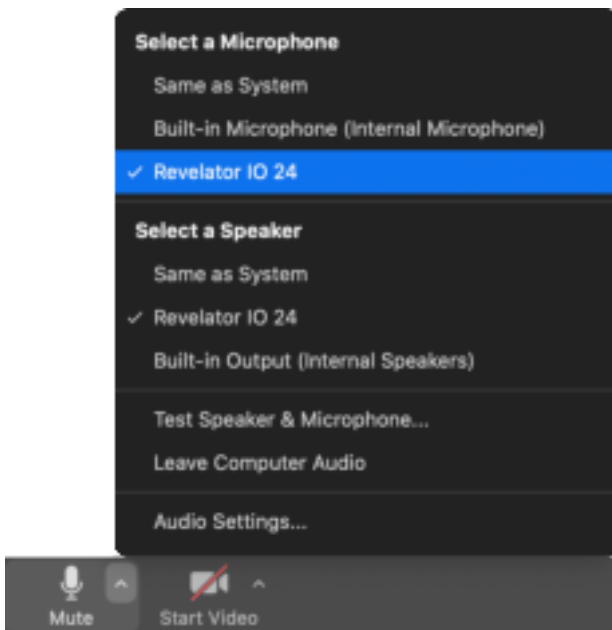 Select a Microphone
Same as System
Built-in Microphone (Internal Microphone)
Revelator IO 24
Select a Speaker
Same as System
Revelator IO 24
Built-in Output (Internal Speakers)
Test Speaker & Microphone...
Leave Computer Audio
Audio Settings...
Mute
Start Video